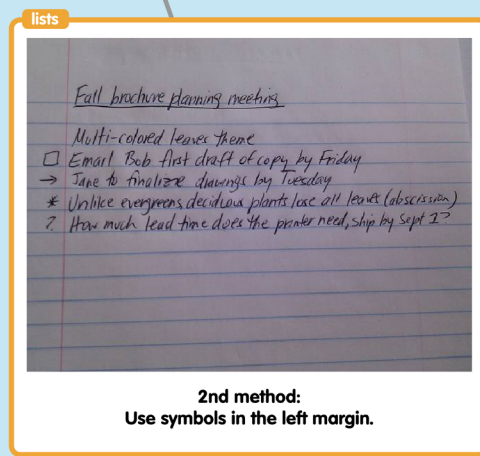 lists
Fall brochure planning meeting
Multi-colored leaves theme
□ Email Bob first draft of copy by Friday
→ Jane to finalize drawings by Tuesday
* Unlike evergreens, deciduous plants lose all leaves (abscission)
? How much lead time does the printer need, ship by Sept 1?
2nd method:
Use symbols in the left margin.